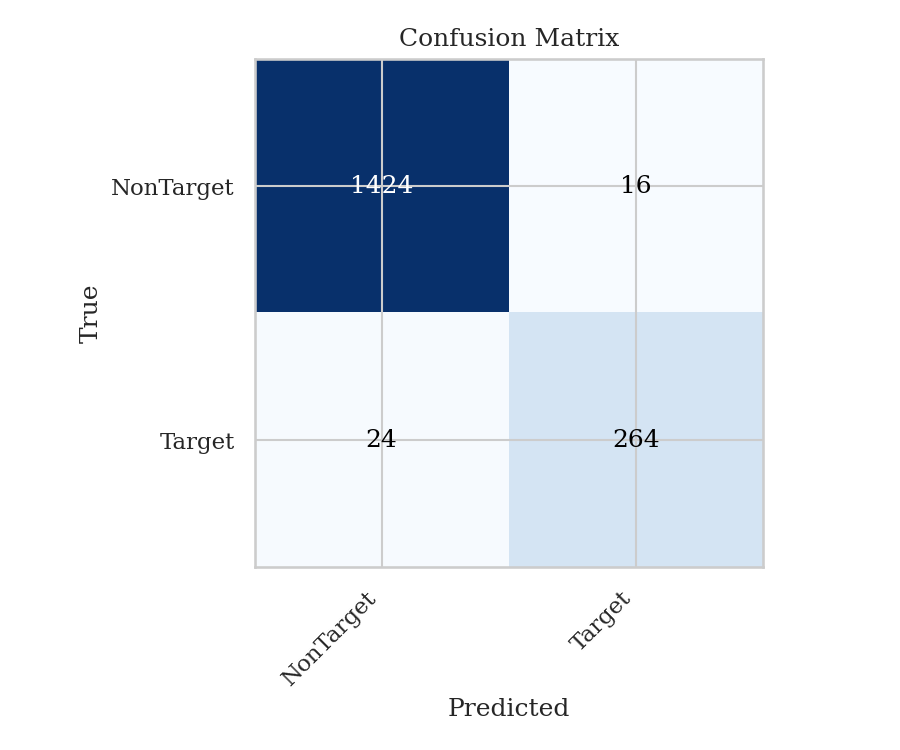 Confusion Matrix
NonTarget
1424
16
True
Target
24
264
NonTarget
Target
Predicted